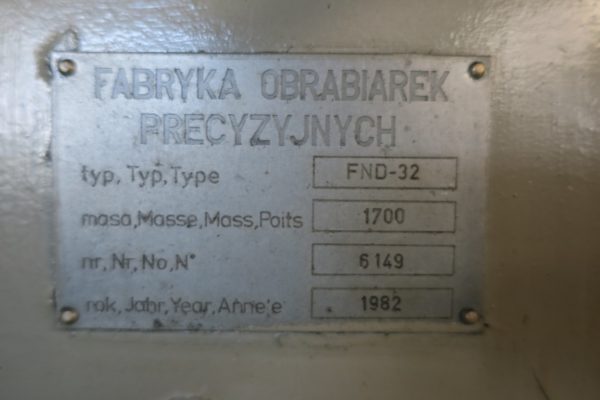 FABRYKA OBRABIAREK
PRECYZYJNYCH
typ, Typ, Type FND-32
masa, Masse, Mass, Poits 1700
nr, Nr, No, N° 6149
rok, Jahr, Year, Anne'e 1982